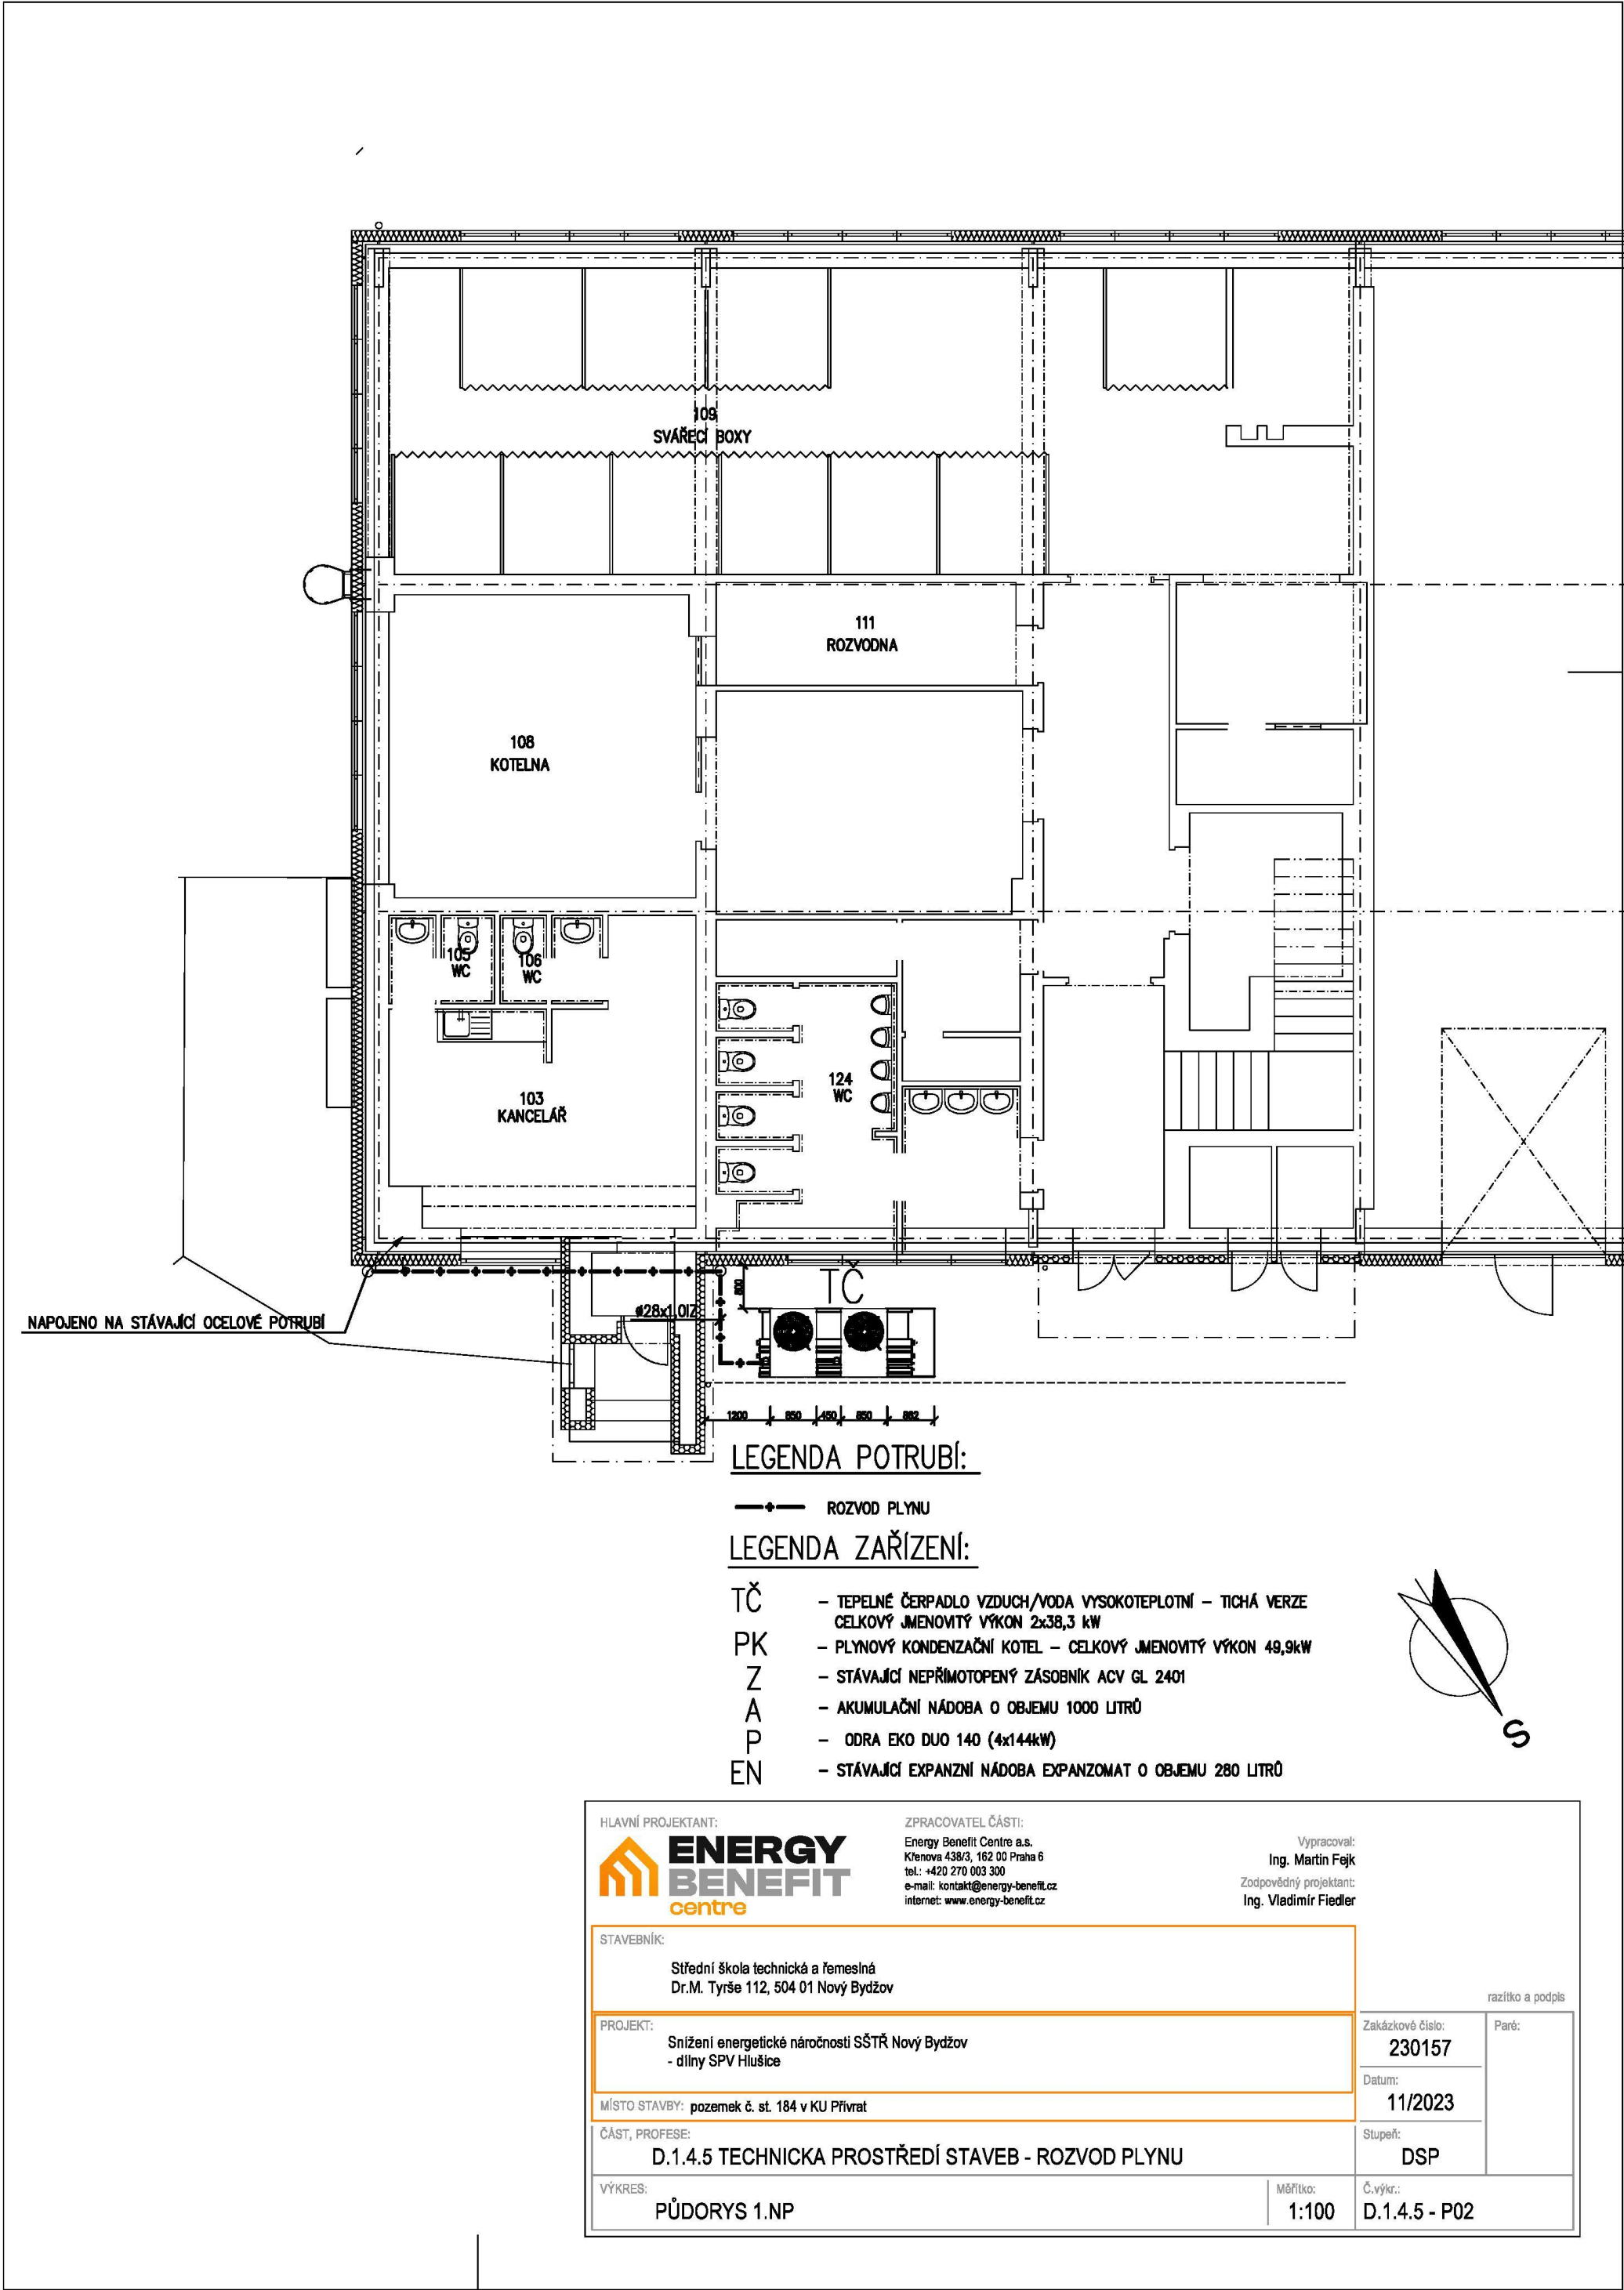 109
SVÁŘECÍ BOXY
111
ROZVODNA
108
KOTELNA
105
WC
106
WC
124
WC
103
KANCELÁŘ
TČ
800
NAPOJENO NA STÁVAJÍCÍ OCELOVÉ POTRUBÍ
ø28x1,0IZ
1200 850 450 850 882
LEGENDA POTRUBÍ:
ROZVOD PLYNU
LEGENDA ZAŘÍZENÍ:
TČ – TEPELNÉ ČERPADLO VZDUCH/VODA VYSOKOTEPLOTNÍ – TICHÁ VERZE
CELKOVÝ JMENOVITÝ VÝKON 2x38,3 kW
PK – PLYNOVÝ KONDENZAČNÍ KOTEL – CELKOVÝ JMENOVITÝ VÝKON 49,9kW
Z – STÁVAJÍCÍ NEPŘÍMOTOPENÝ ZÁSOBNÍK ACV GL 240l
A – AKUMULAČNÍ NÁDOBA O OBJEMU 1000 LITRŮ
P – ODRA EKO DUO 140 (4x144kW)
EN – STÁVAJÍCÍ EXPANZNÍ NÁDOBA EXPANZOMAT O OBJEMU 280 LITRŮ
S
HLAVNÍ PROJEKTANT:
ENERGY
BENEFIT
centre
ZPRACOVATEL ČÁSTI:
Energy Benefit Centre a.s.
Křenova 438/3, 162 00 Praha 6
tel.: +420 270 003 300
e-mail: kontakt@energy-benefit.cz
internet: www.energy-benefit.cz
Vypracoval:
Ing. Martin Fejk
Zodpovědný projektant:
Ing. Vladimír Fiedler
STAVEBNÍK:
Střední škola technická a řemeslná
Dr.M. Tyrše 112, 504 01 Nový Bydžov
razítko a podpis
PROJEKT:
Snížení energetické náročnosti SŠTŘ Nový Bydžov
- dílny SPV Hlušice
Zakázkové číslo:
230157
Paré:
Datum:
11/2023
MÍSTO STAVBY: pozemek č. st. 184 v KU Přívrat
ČÁST, PROFESE:
D.1.4.5 TECHNICKA PROSTŘEDÍ STAVEB - ROZVOD PLYNU
Stupeň:
DSP
VÝKRES:
PŮDORYS 1.NP
Měřítko:
1:100
Č.výkr.:
D.1.4.5 - P02